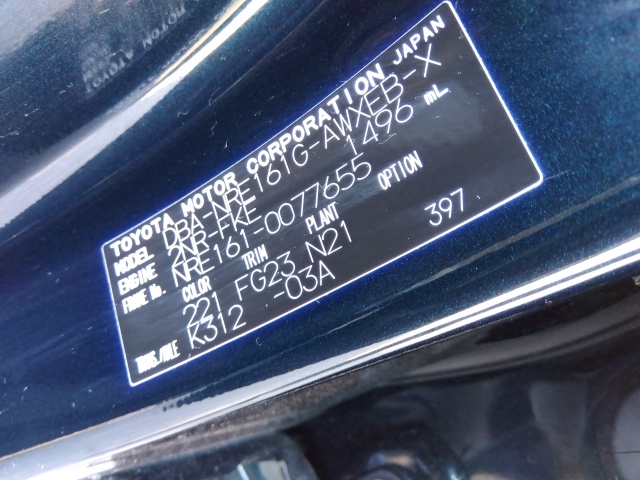 TOYOTA MOTOR CORPORATION JAPAN
MODEL DBA-NRE161G-AWXEB-X
ENGINE 2NR-FKE 1496 mL
FRAME No. NRE161-0077655
COLOR TRIM PLANT OPTION
221 FG23 N21 397
TRANS./AXLE K312 -03A